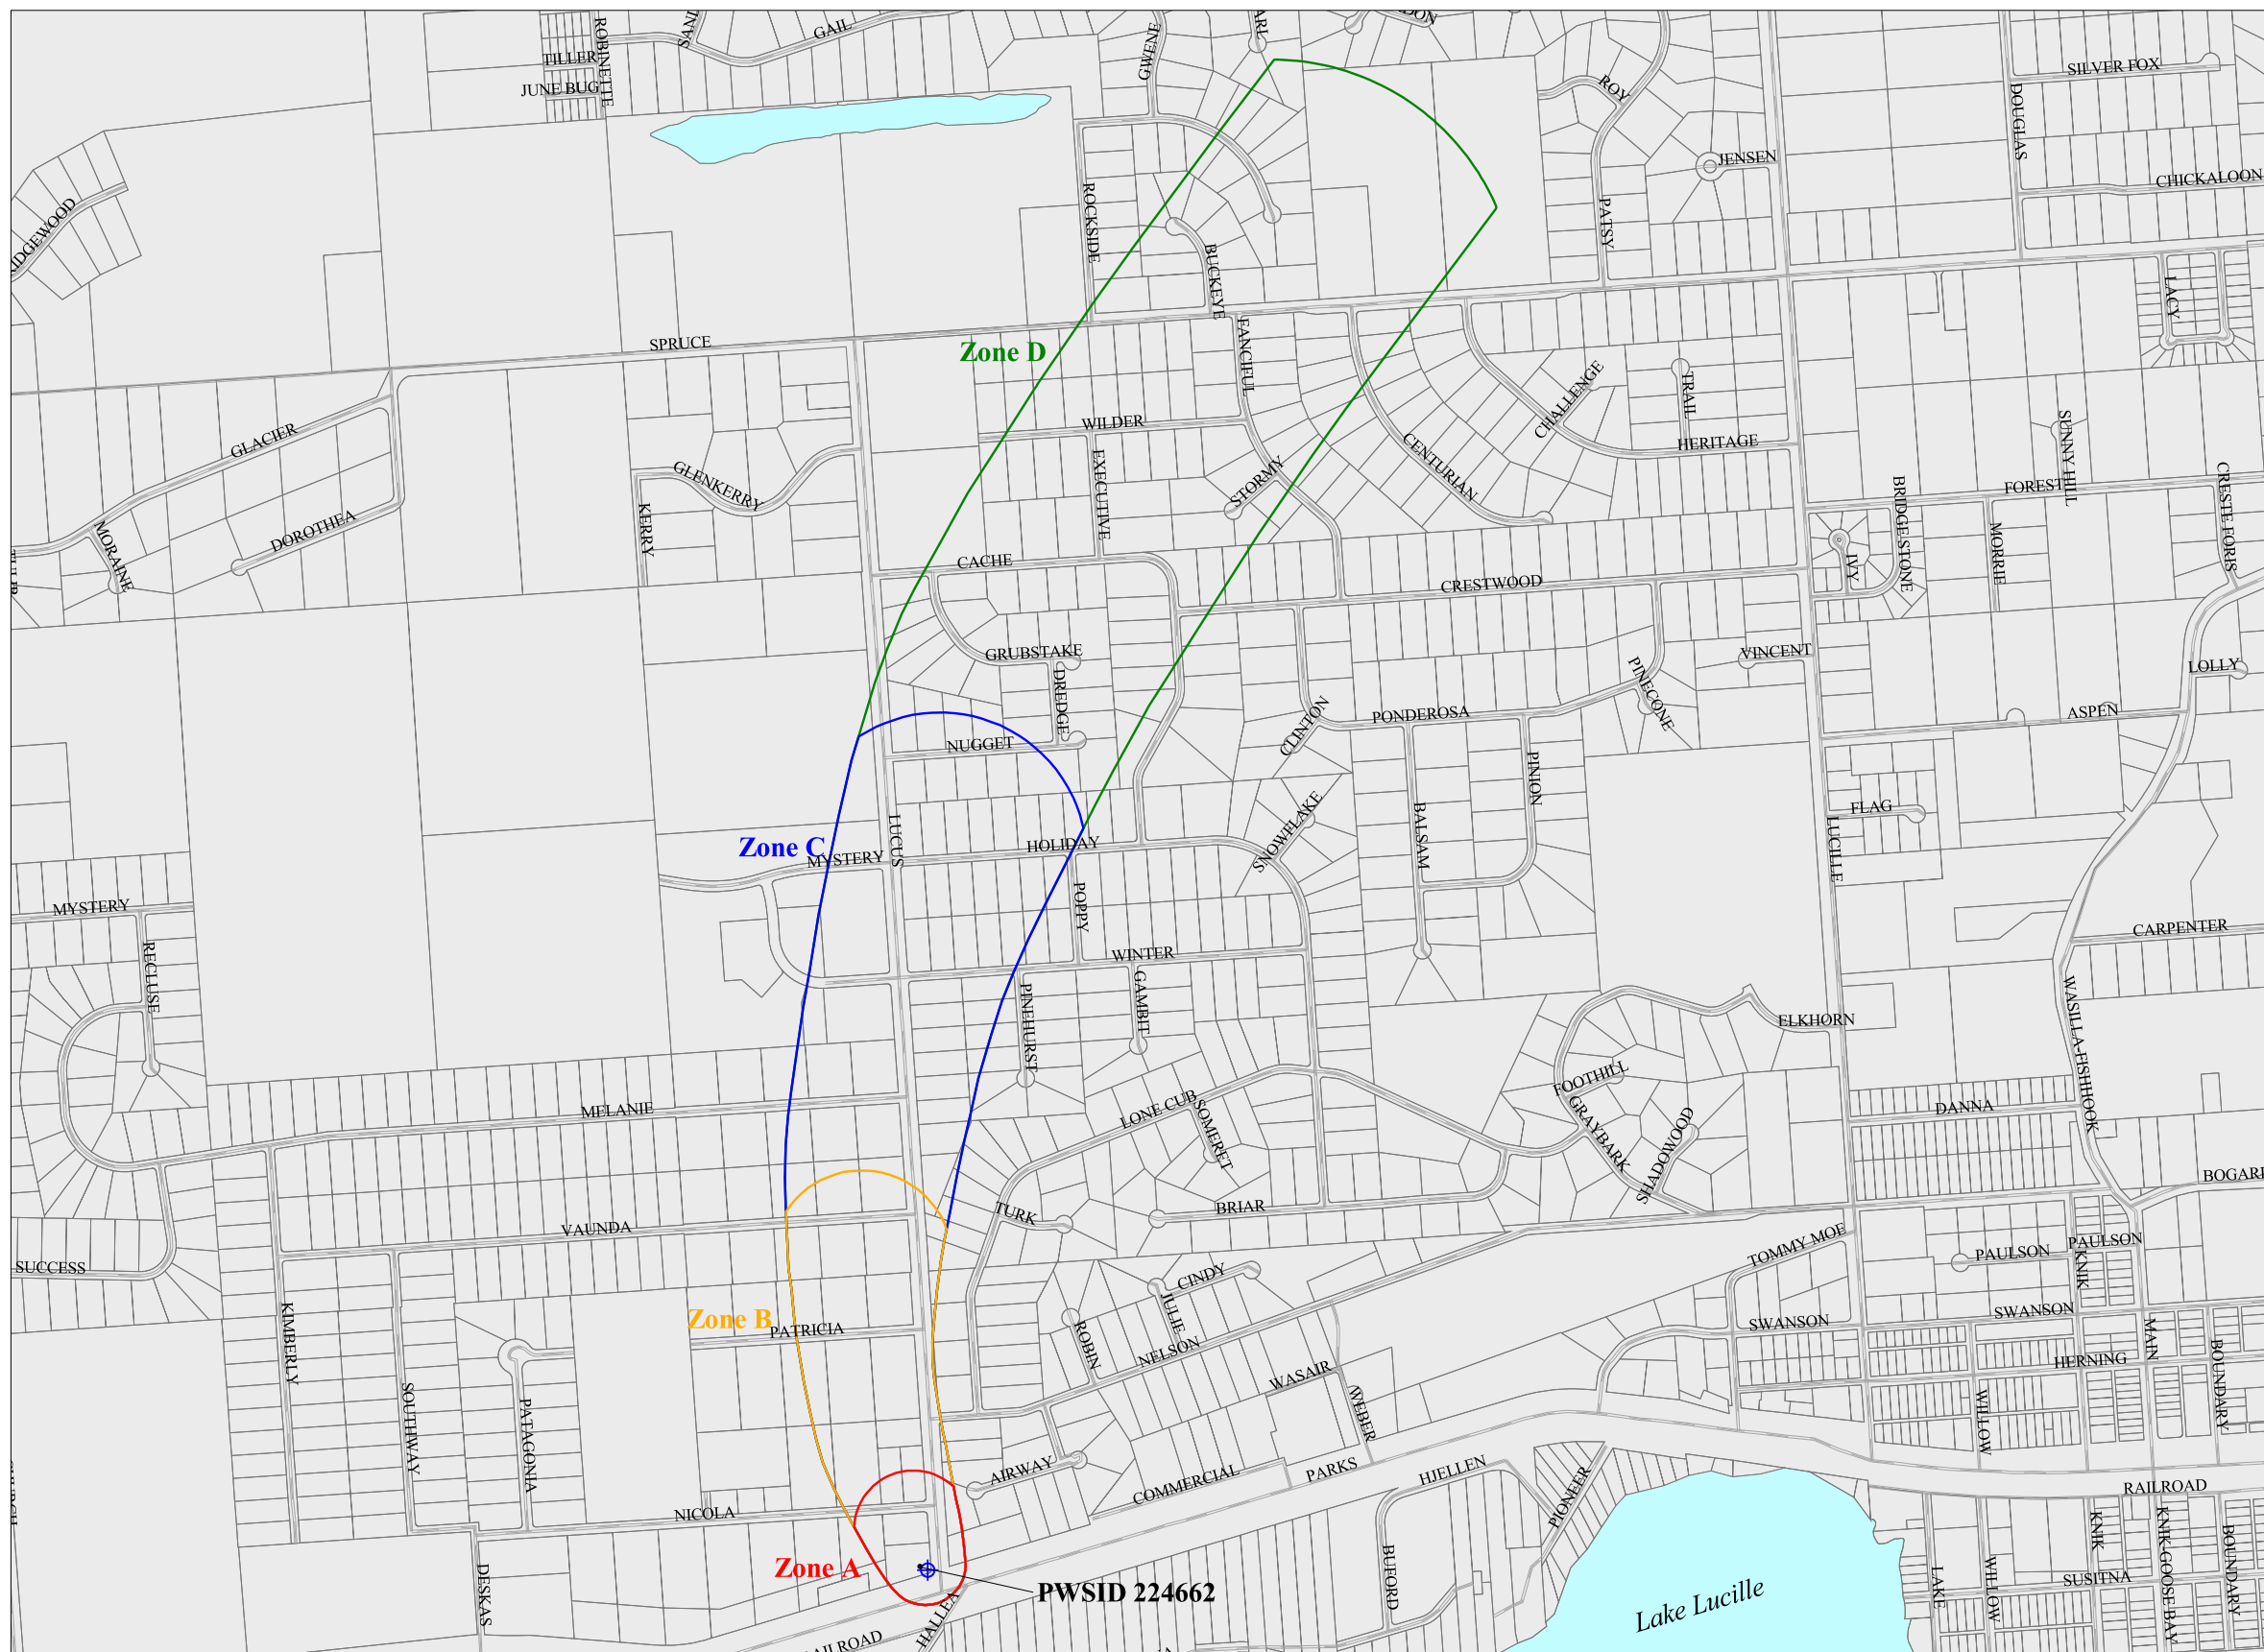 GAIL
GWENE
ROBINETTE
TILLER
JUNE BUG
ROY
SILVER FOX
DOUGLAS
JENSEN
CHICKALOON
ROCKSIDE
PATSY
BUCKEYE
LACY
SPRUCE
Zone D
FANCIFUL
CHALLENGE
TRAIL
WILDER
GLACIER
HERITAGE
SUNNY HILL
CENTURIAN
EXECUTIVE
STORMY
GLENKERRY
FOREST
BRIDGE STONE
CRESTE FORIS
KERRY
DOROTHEA
MORAINE
MORRIE
IVY
CACHE
CRESTWOOD
GRUBSTAKE
VINCENT
LOLLY
DREDGE
PINECONE
PONDEROSA
CLINTON
ASPEN
NUGGET
PINION
FLAG
BALSAM
SNOWFLAKE
LUCUS
LUCILLE
Zone C
MYSTERY
HOLIDAY
POPPY
MYSTERY
RECLUSE
WINTER
CARPENTER
GAMBIT
PINEHURST
ELKHORN
WASILLA-FISHHOOK
FOOTHILL
MELANIE
LONE CUB
SOMERET
GRAYBARK
SHADOWOOD
DANNA
TURK
BRIAR
VAUNDA
TOMMY MOE
PAULSON
PAULSON
KNIK
SUCCESS
CINDY
JULIE
Zone B
PATRICIA
KIMBERLY
ROBIN
NELSON
SWANSON
SWANSON
MAIN
HERNING
BOUNDARY
WASAIR
WEBER
SOUTHWAY
PATAGONIA
WILLOW
AIRWAY
COMMERCIAL
PARKS
HJELLEN
PIONER
RAILROAD
NICOLA
KNIK
KNIK-GOOSE BAY
BOUNDARY
Zone A
DESKAS
PWSID 224662
BUFORD
LAKE
WILLOW
SUSITNA
Lake Lucille
HALLEA